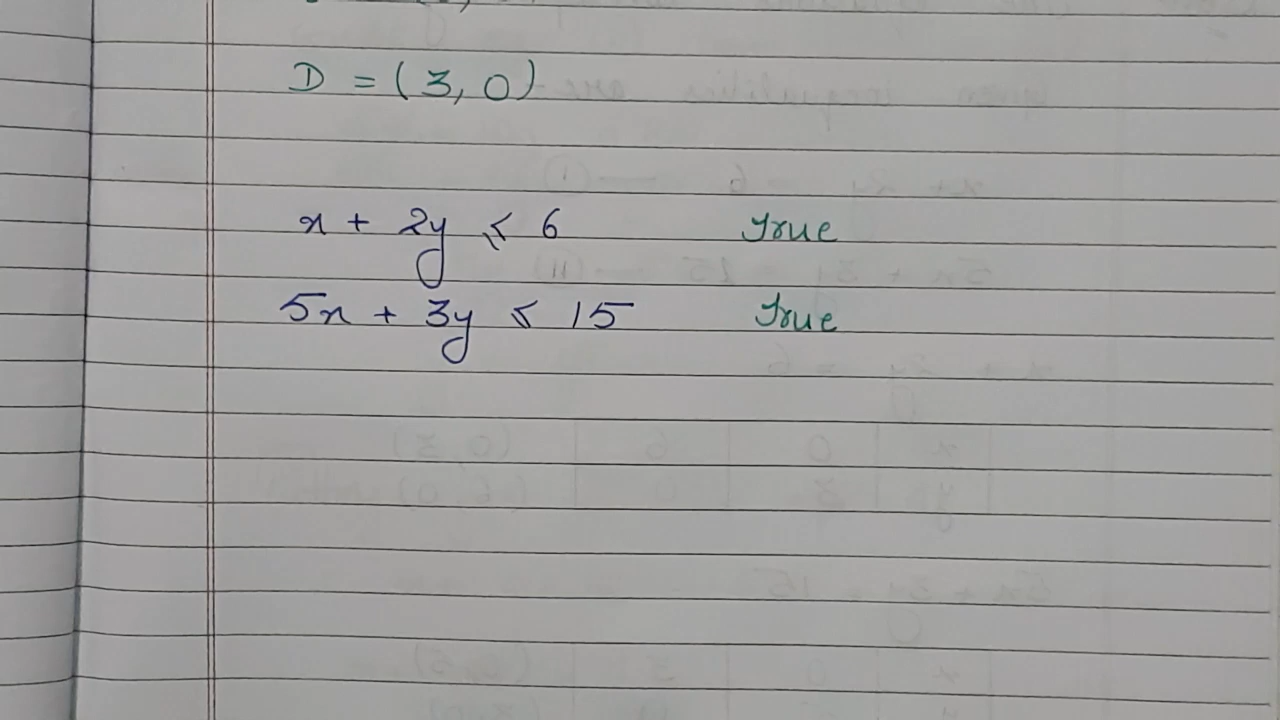 D = (3, 0)
x + 2y ≤ 6 True
5x + 3y ≤ 15 True